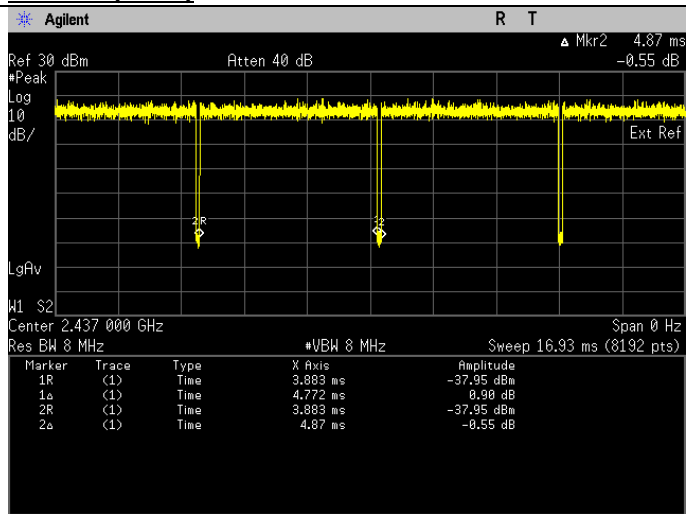 Agilent R T
Δ Mkr2 4.87 ms
Ref 30 dBm Atten 40 dB -0.55 dB
#Peak
Log
10
dB/
Ext Ref
2R
2
LgAv
W1 S2
Center 2.437 000 GHz Span 0 Hz
Res BW 8 MHz #VBW 8 MHz Sweep 16.93 ms (8192 pts)
Marker Trace Type X Axis Amplitude
1R (1) Time 3.883 ms -37.95 dBm
1Δ (1) Time 4.772 ms 0.90 dB
2R (1) Time 3.883 ms -37.95 dBm
2Δ (1) Time 4.87 ms -0.55 dB